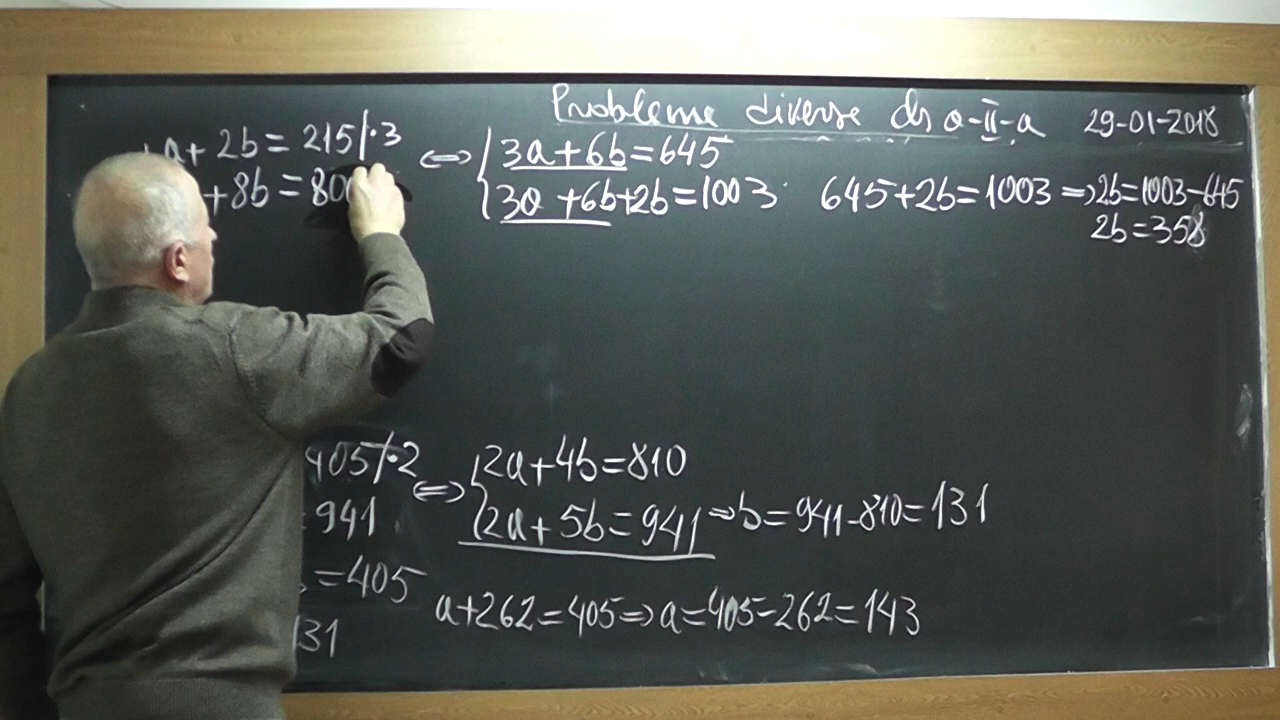 Probleme diverse cls a-II-a 29-01-2018
a + 2b = 215 /·3 ⇔ { 3a + 6b = 645
+ 8b = 800 3a + 6b + 2b = 1003 645 + 2b = 1003 ⇒ 2b = 1003 - 645
2b = 358
405 /·2 ⇔ { 2a + 4b = 810
= 941 2a + 5b = 941 ⇒ b = 941 - 810 = 131
= 405
a + 262 = 405 ⇒ a = 405 - 262 = 143
131